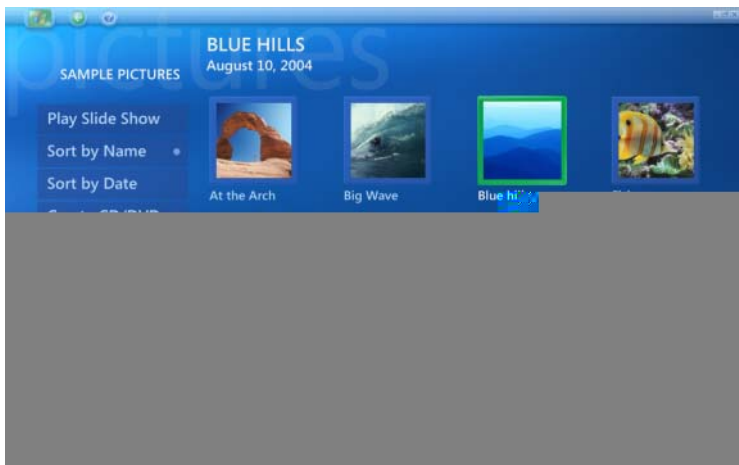 pictures
BLUE HILLS
August 10, 2004
SAMPLE PICTURES
Play Slide Show
Sort by Name
Sort by Date
At the Arch
Big Wave
Blue